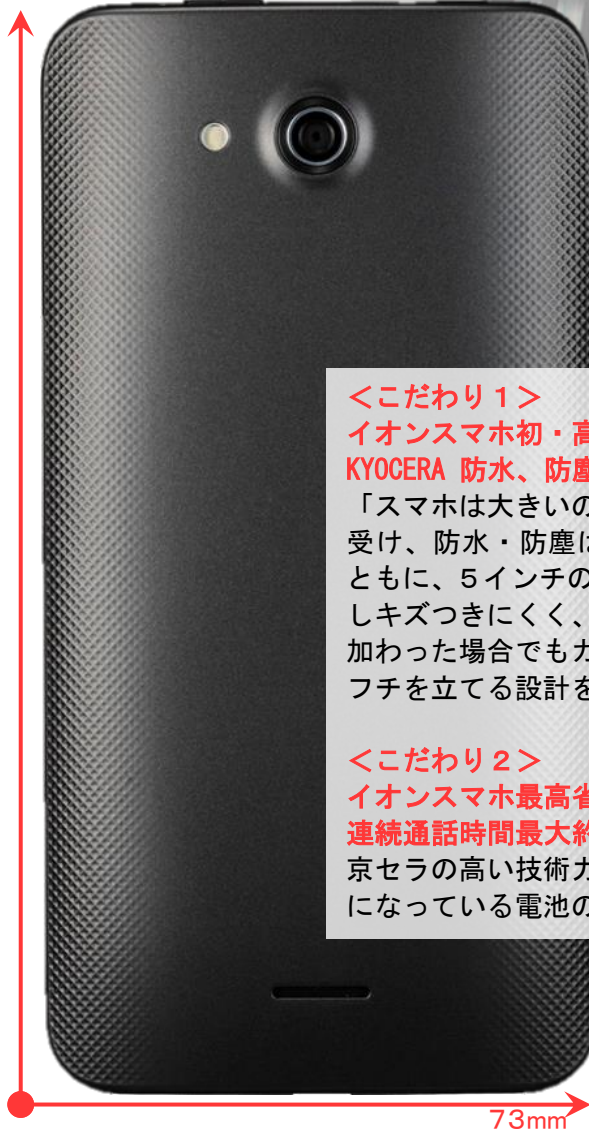 ＜こだわり１＞
イオンスマホ初・高
KYOCERA 防水、防塵
「スマホは大きいの
受け、防水・防塵は
ともに、５インチの
しキズつきにくく、
加わった場合でもガ
フチを立てる設計を
＜こだわり２＞
イオンスマホ最高省
連続通話時間最大約
京セラの高い技術力
になっている電池の
73mm